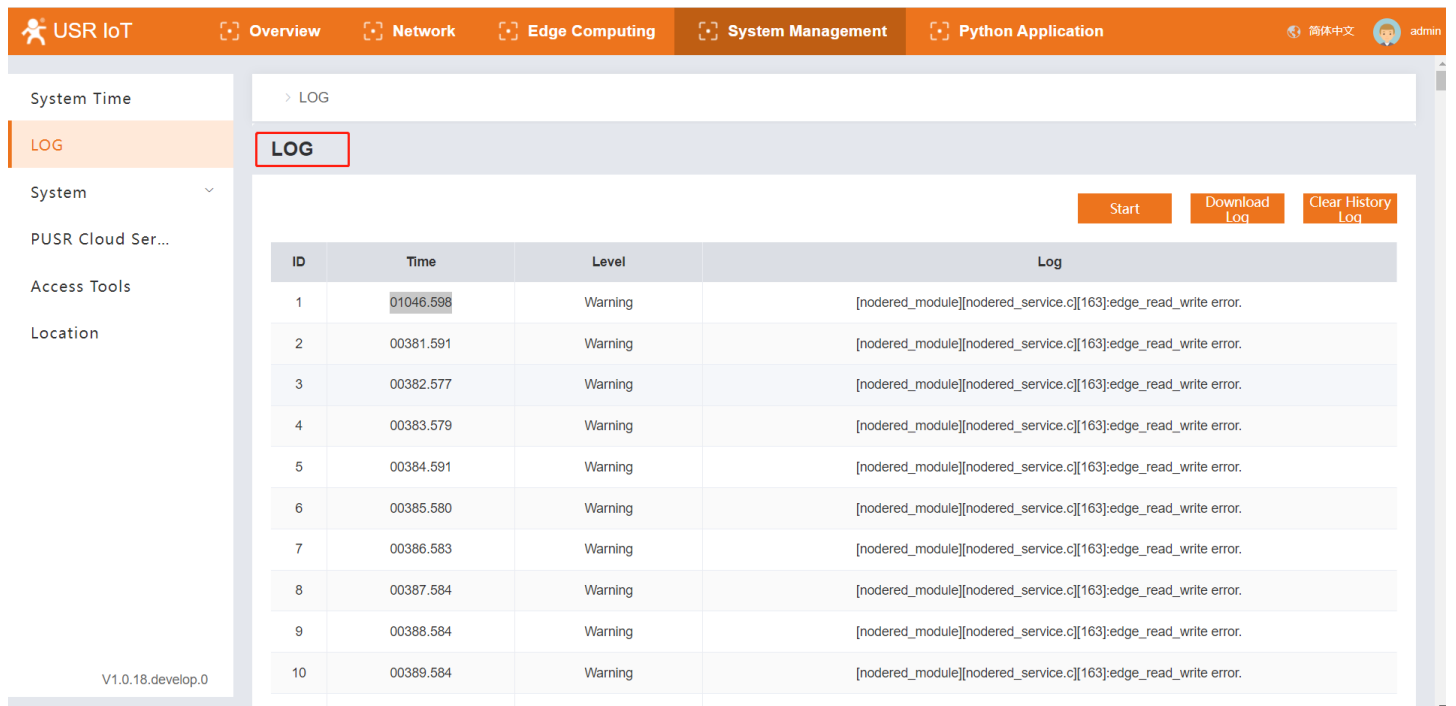 USR IoT Overview Network Edge Computing System Management Python Application 简体中文 admin
System Time
LOG
System
PUSR Cloud Ser...
Access Tools
Location
V1.0.18.develop.0
> LOG
LOG
Start
Download Log
Clear History Log
ID Time Level Log
1 01046.598 Warning [nodered_module][nodered_service.c][163]:edge_read_write error.
2 00381.591 Warning [nodered_module][nodered_service.c][163]:edge_read_write error.
3 00382.577 Warning [nodered_module][nodered_service.c][163]:edge_read_write error.
4 00383.579 Warning [nodered_module][nodered_service.c][163]:edge_read_write error.
5 00384.591 Warning [nodered_module][nodered_service.c][163]:edge_read_write error.
6 00385.580 Warning [nodered_module][nodered_service.c][163]:edge_read_write error.
7 00386.583 Warning [nodered_module][nodered_service.c][163]:edge_read_write error.
8 00387.584 Warning [nodered_module][nodered_service.c][163]:edge_read_write error.
9 00388.584 Warning [nodered_module][nodered_service.c][163]:edge_read_write error.
10 00389.584 Warning [nodered_module][nodered_service.c][163]:edge_read_write error.